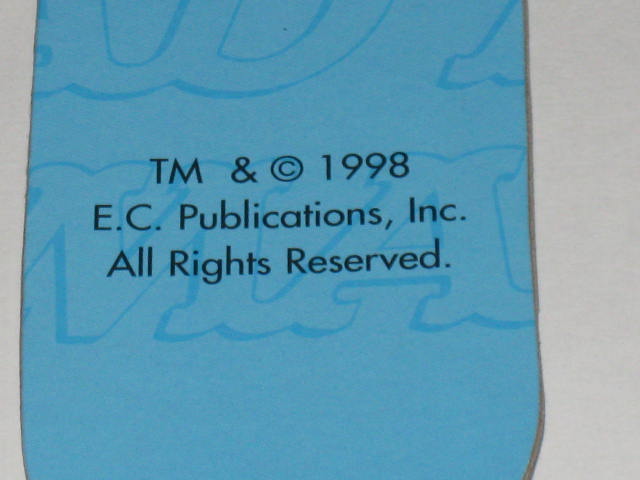 TM & © 1998
E.C. Publications, Inc.
All Rights Reserved.